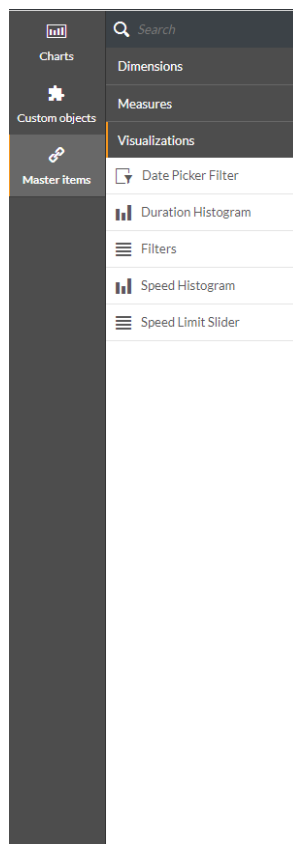 Charts
Custom objects
Master items
Search
Dimensions
Measures
Visualizations
Date Picker Filter
Duration Histogram
Filters
Speed Histogram
Speed Limit Slider